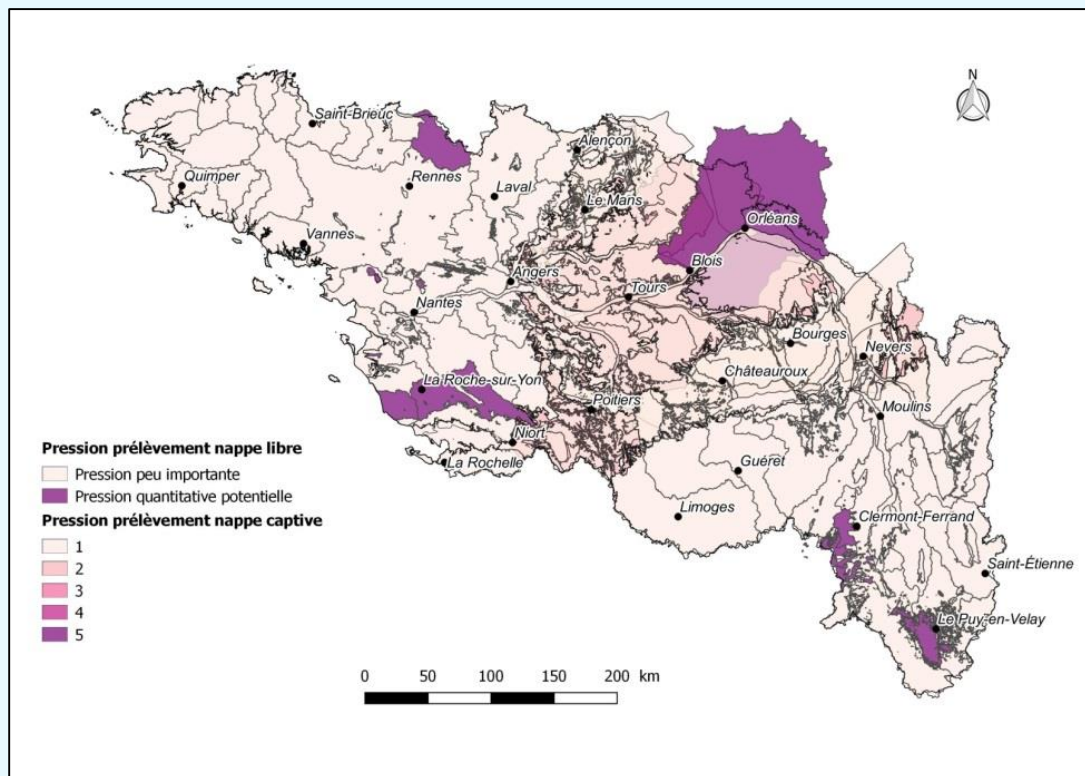 N
Saint-Brieuc
Alençon
Quimper
Rennes
Laval
Le Mans
Orléans
Vannes
Blois
Angers
Tours
Nantes
Bourges
Nevers
La Roche-sur-Yon
Châteauroux
Poitiers
Moulins
Niort
La Rochelle
Guéret
Limoges
Clermont-Ferrand
Saint-Étienne
Le Puy-en-Velay
Pression prélèvement nappe libre
Pression peu importante
Pression quantitative potentielle
Pression prélèvement nappe captive
1
2
3
4
5
0 50 100 150 200 km